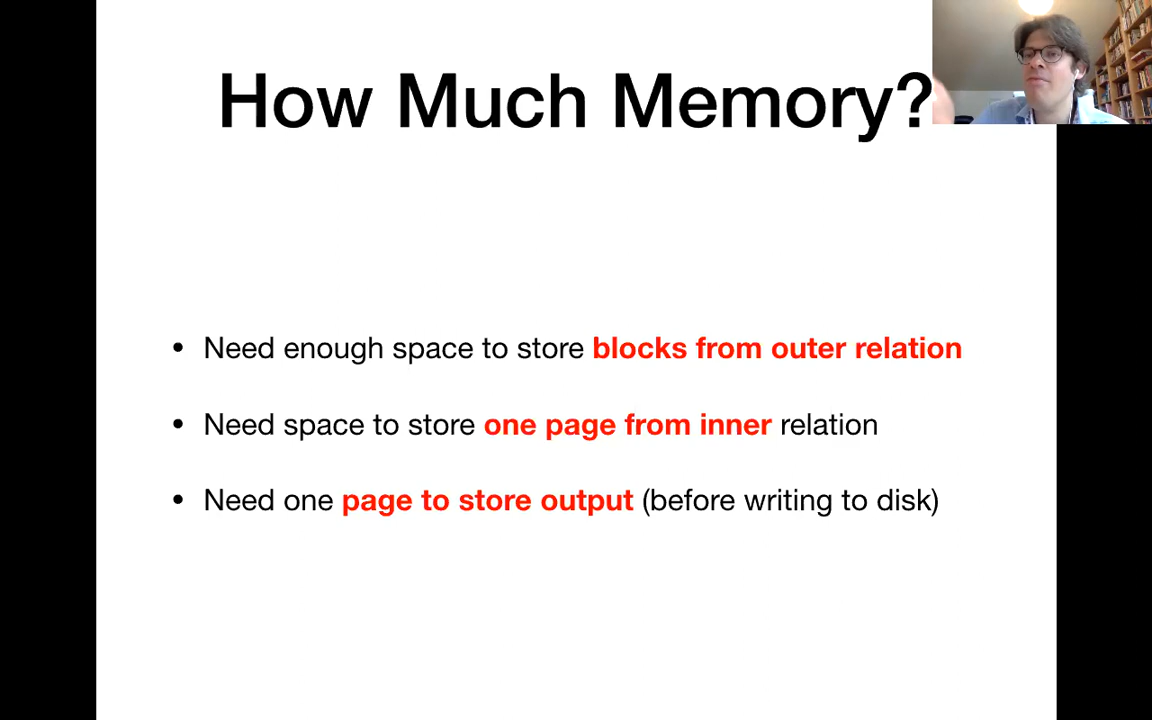 How Much Memory?
• Need enough space to store blocks from outer relation
• Need space to store one page from inner relation
• Need one page to store output (before writing to disk)